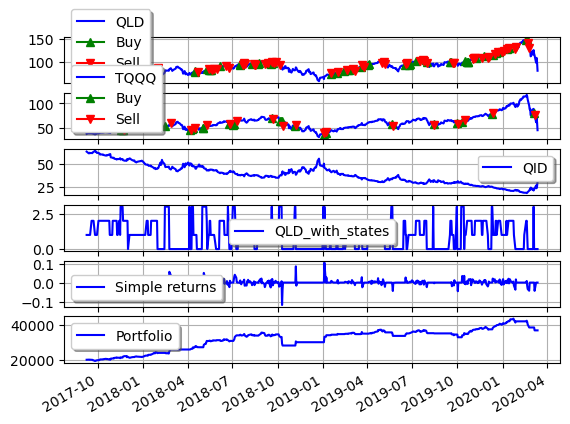 QLD
Buy
Sell
150
100
TQQQ
Buy
Sell
100
50
QID
50
25
QLD_with_states
2.5
0.0
Simple returns
0.1
0.0
−0.1
Portfolio
40000
20000
2017-10 2018-01 2018-04 2018-07 2018-10 2019-01 2019-04 2019-07 2019-10 2020-01 2020-04